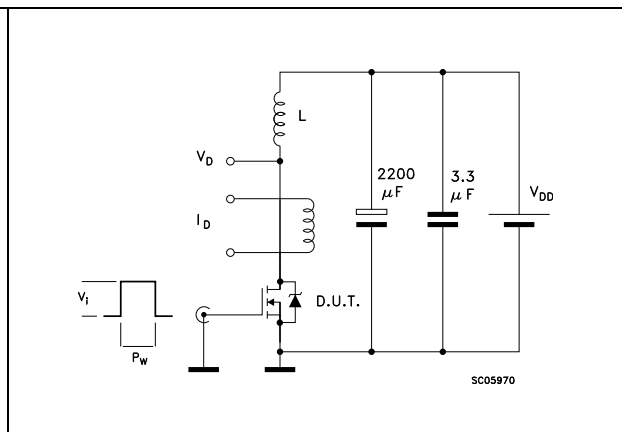 L
V_D
2200
μF
3.3
μF
V_DD
I_D
V_i
D.U.T.
P_W
SC05970